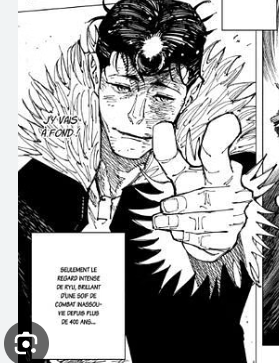 J'Y VAIS
À FOND !
SEULEMENT LE
REGARD INTENSE
DE RYU, BRILLANT
D'UNE SOIF DE
COMBAT INASSOU-
VIE DEPUIS PLUS
DE 400 ANS...